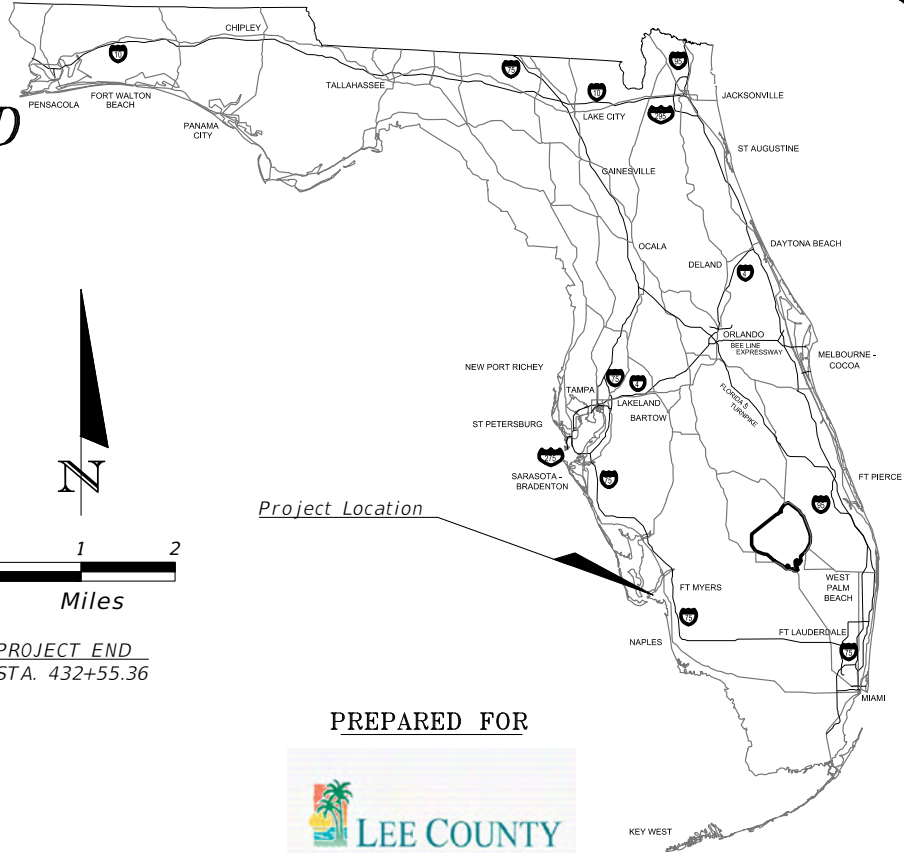 CHIPLEY
10
75
95
TALLAHASSEE
10
JACKSONVILLE
PENSACOLA
FORT WALTON
BEACH
295
LAKE CITY
D
PANAMA
CITY
ST AUGUSTINE
GAINESVILLE
OCALA
DAYTONA BEACH
DELAND
ORLANDO
BEE LINE
EXPRESSWAY
MELBOURNE -
COCOA
NEW PORT RICHEY
75
4
TAMPA
LAKELAND
FLORIDA S
TURNPIKE
BARTOW
ST PETERSBURG
275
SARASOTA -
BRADENTON
75
FT PIERCE
95
N
Project Location
1 2
Miles
FT MYERS
WEST
PALM
BEACH
75
FT LAUDERDALE
NAPLES
75
PROJECT END
STA. 432+55.36
MIAMI
PREPARED FOR
LEE COUNTY
KEY WEST